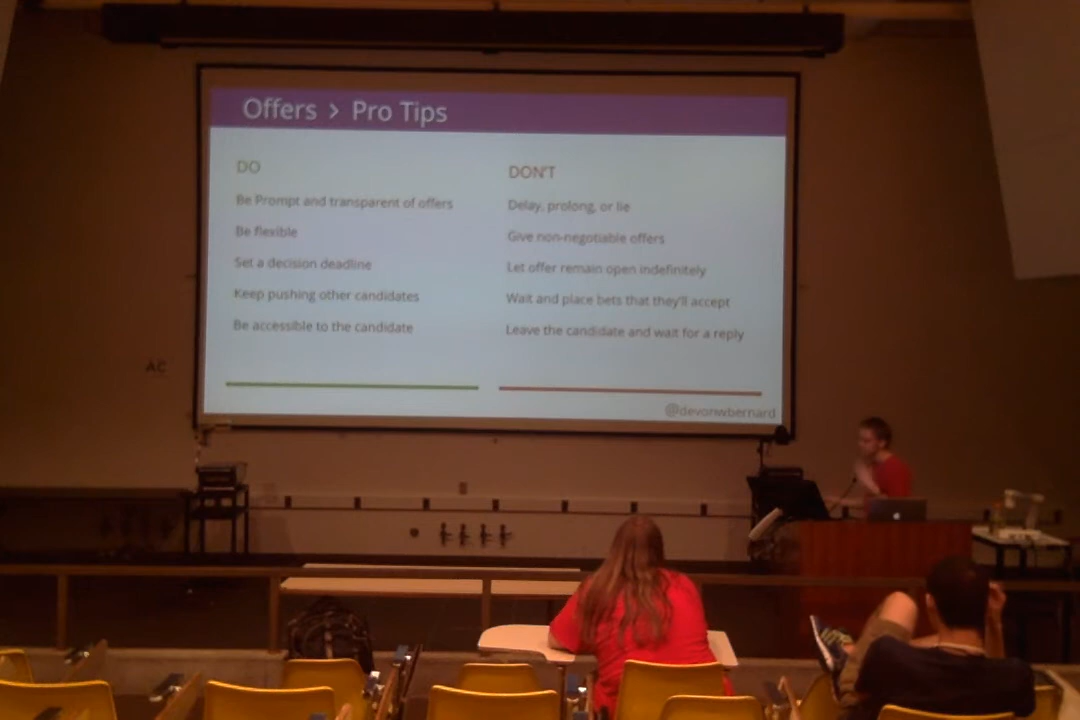 Offers > Pro Tips
DO
Be Prompt and transparent of offers
Be flexible
Set a decision deadline
Keep pushing other candidates
Be accessible to the candidate
DON'T
Delay, prolong, or lie
Give non-negotiable offers
Let offer remain open indefinitely
Wait and place bets that they'll accept
Leave the candidate and wait for a reply
@devonwbernard
AC